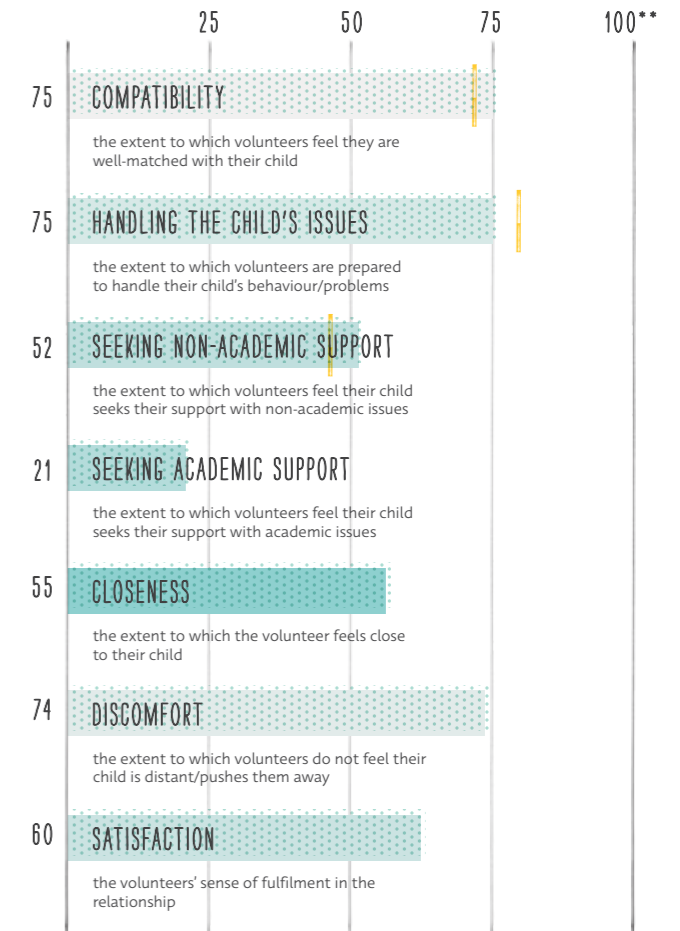 25 50 75 100**
75 COMPATIBILITY
the extent to which volunteers feel they are
well-matched with their child
75 HANDLING THE CHILD'S ISSUES
the extent to which volunteers are prepared
to handle their child's behaviour/problems
52 SEEKING NON-ACADEMIC SUPPORT
the extent to which volunteers feel their child
seeks their support with non-academic issues
21 SEEKING ACADEMIC SUPPORT
the extent to which volunteers feel their child
seeks their support with academic issues
55 CLOSENESS
the extent to which the volunteer feels close
to their child
74 DISCOMFORT
the extent to which volunteers do not feel their
child is distant/pushes them away
60 SATISFACTION
the volunteers' sense of fulfilment in the
relationship